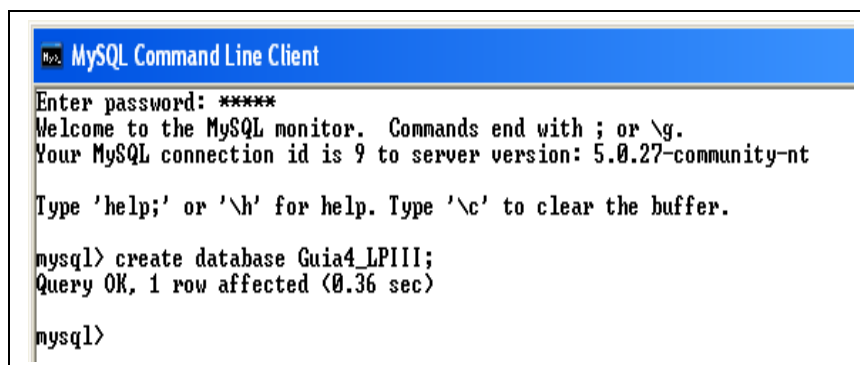 MySQL Command Line Client
Enter password: *****
Welcome to the MySQL monitor.  Commands end with ; or \g.
Your MySQL connection id is 9 to server version: 5.0.27-community-nt
Type 'help;' or '\h' for help. Type '\c' to clear the buffer.
mysql> create database Guia4_LPIII;
Query OK, 1 row affected (0.36 sec)
mysql>